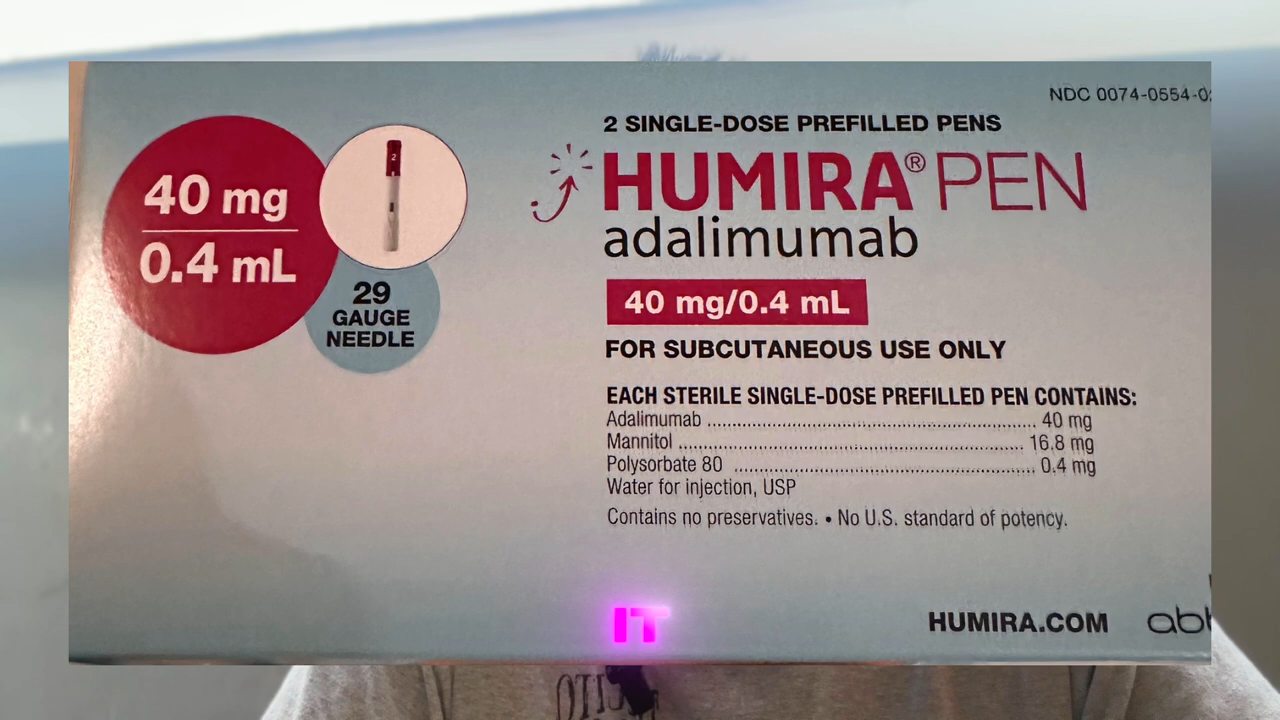 NDC 0074-0554-0
2 SINGLE-DOSE PREFILLED PENS
HUMIRA® PEN
adalimumab
40 mg
0.4 mL
2
29
GAUGE
NEEDLE
40 mg/0.4 mL
FOR SUBCUTANEOUS USE ONLY
EACH STERILE SINGLE-DOSE PREFILLED PEN CONTAINS:
Adalimumab ........................................................................ 40 mg
Mannitol ............................................................................ 16.8 mg
Polysorbate 80 ................................................................. 0.4 mg
Water for injection, USP
Contains no preservatives. • No U.S. standard of potency.
IT
HUMIRA.COM